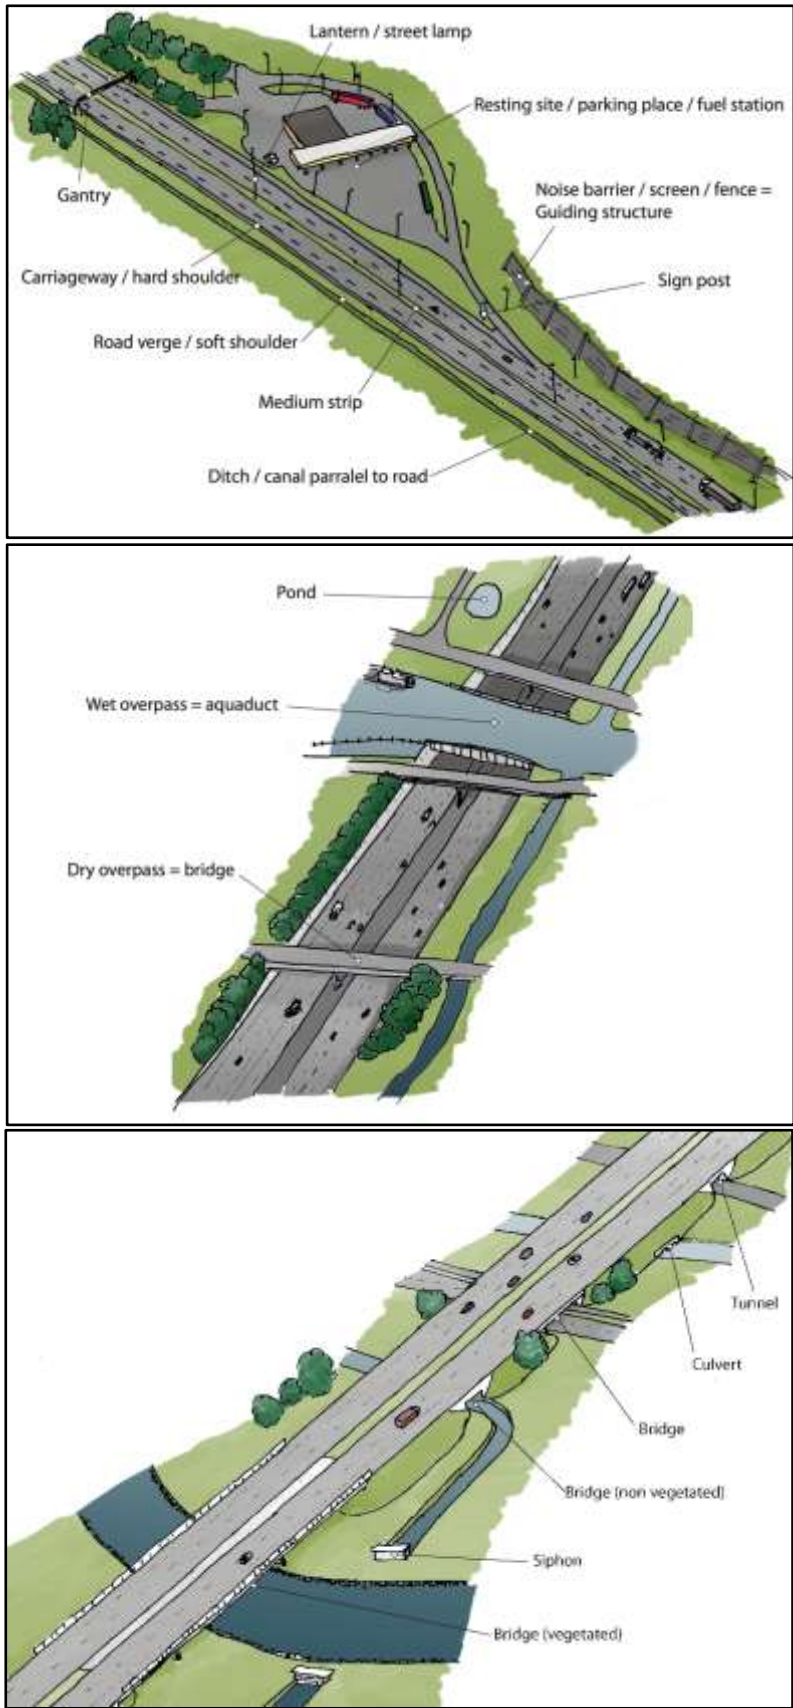 Lantern / street lamp
Resting site / parking place / fuel station
Gantry
Noise barrier / screen / fence =
Guiding structure
Carriageway / hard shoulder
Sign post
Road verge / soft shoulder
Medium strip
Ditch / canal parralel to road
Pond
Wet overpass = aquaduct
Dry overpass = bridge
Tunnel
Culvert
Bridge
Bridge (non vegetated)
Siphon
Bridge (vegetated)